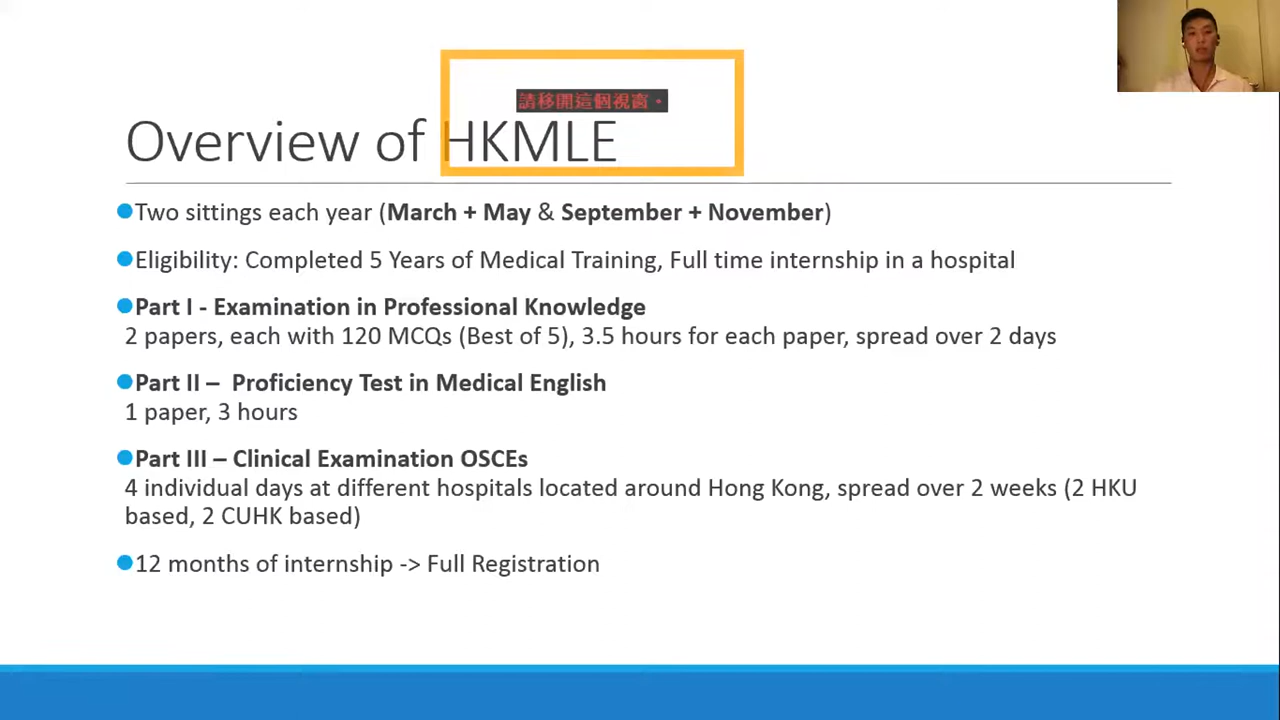 請移開這個視窗。
Overview of HKMLE
Two sittings each year (March + May & September + November)
Eligibility: Completed 5 Years of Medical Training, Full time internship in a hospital
Part I - Examination in Professional Knowledge
2 papers, each with 120 MCQs (Best of 5), 3.5 hours for each paper, spread over 2 days
Part II – Proficiency Test in Medical English
1 paper, 3 hours
Part III – Clinical Examination OSCEs
4 individual days at different hospitals located around Hong Kong, spread over 2 weeks (2 HKU
based, 2 CUHK based)
12 months of internship -> Full Registration